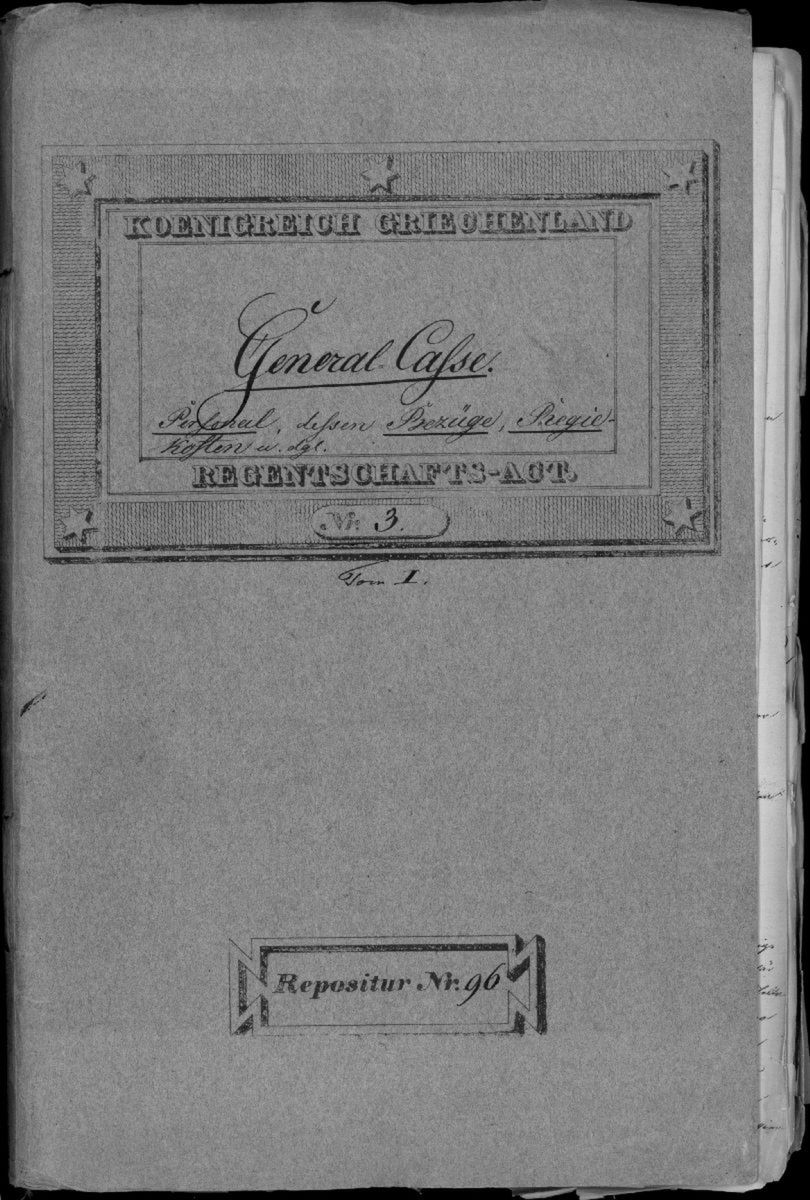 KOENIGREICH GRIECHENLAND
General-Casse.
Personal, dessen Bezüge, Regie-
Kosten u. dgl.
REGENTSCHAFTS-ACT.
Nr. 3.
Tom I.
Repositur Nr. 96